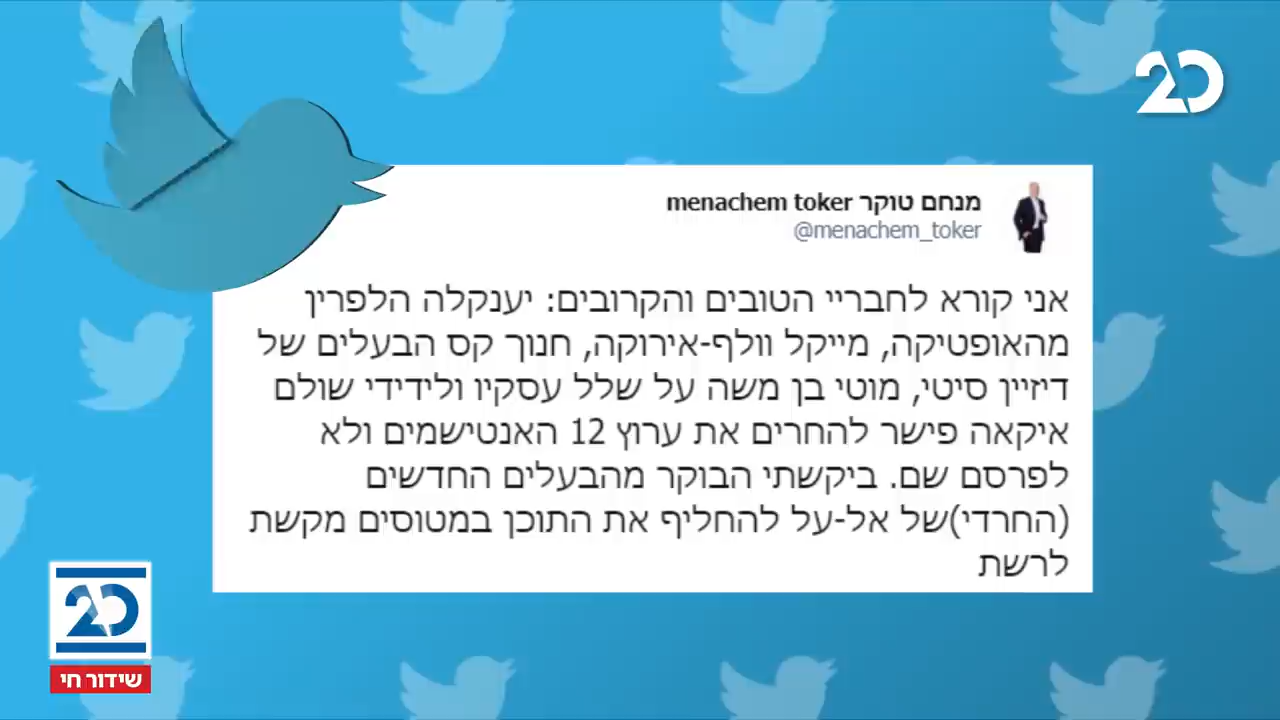 20
מנחם טוקר menachem toker
@menachem_toker
אני קורא לחבריי הטובים והקרובים: יענקלה הלפרין
מהאופטיקה, מייקל וולף-אירוקה, חנוך קס הבעלים של
דיזיין סיטי, מוטי בן משה על שלל עסקיו ולידידי שולם
איקאה פישר להחרים את ערוץ 12 האנטישמים ולא
לפרסם שם. ביקשתי הבוקר מהבעלים החדשים
(החרדי)של אל-על להחליף את התוכן במטוסים מקשת
לרשת
20
שידור חי